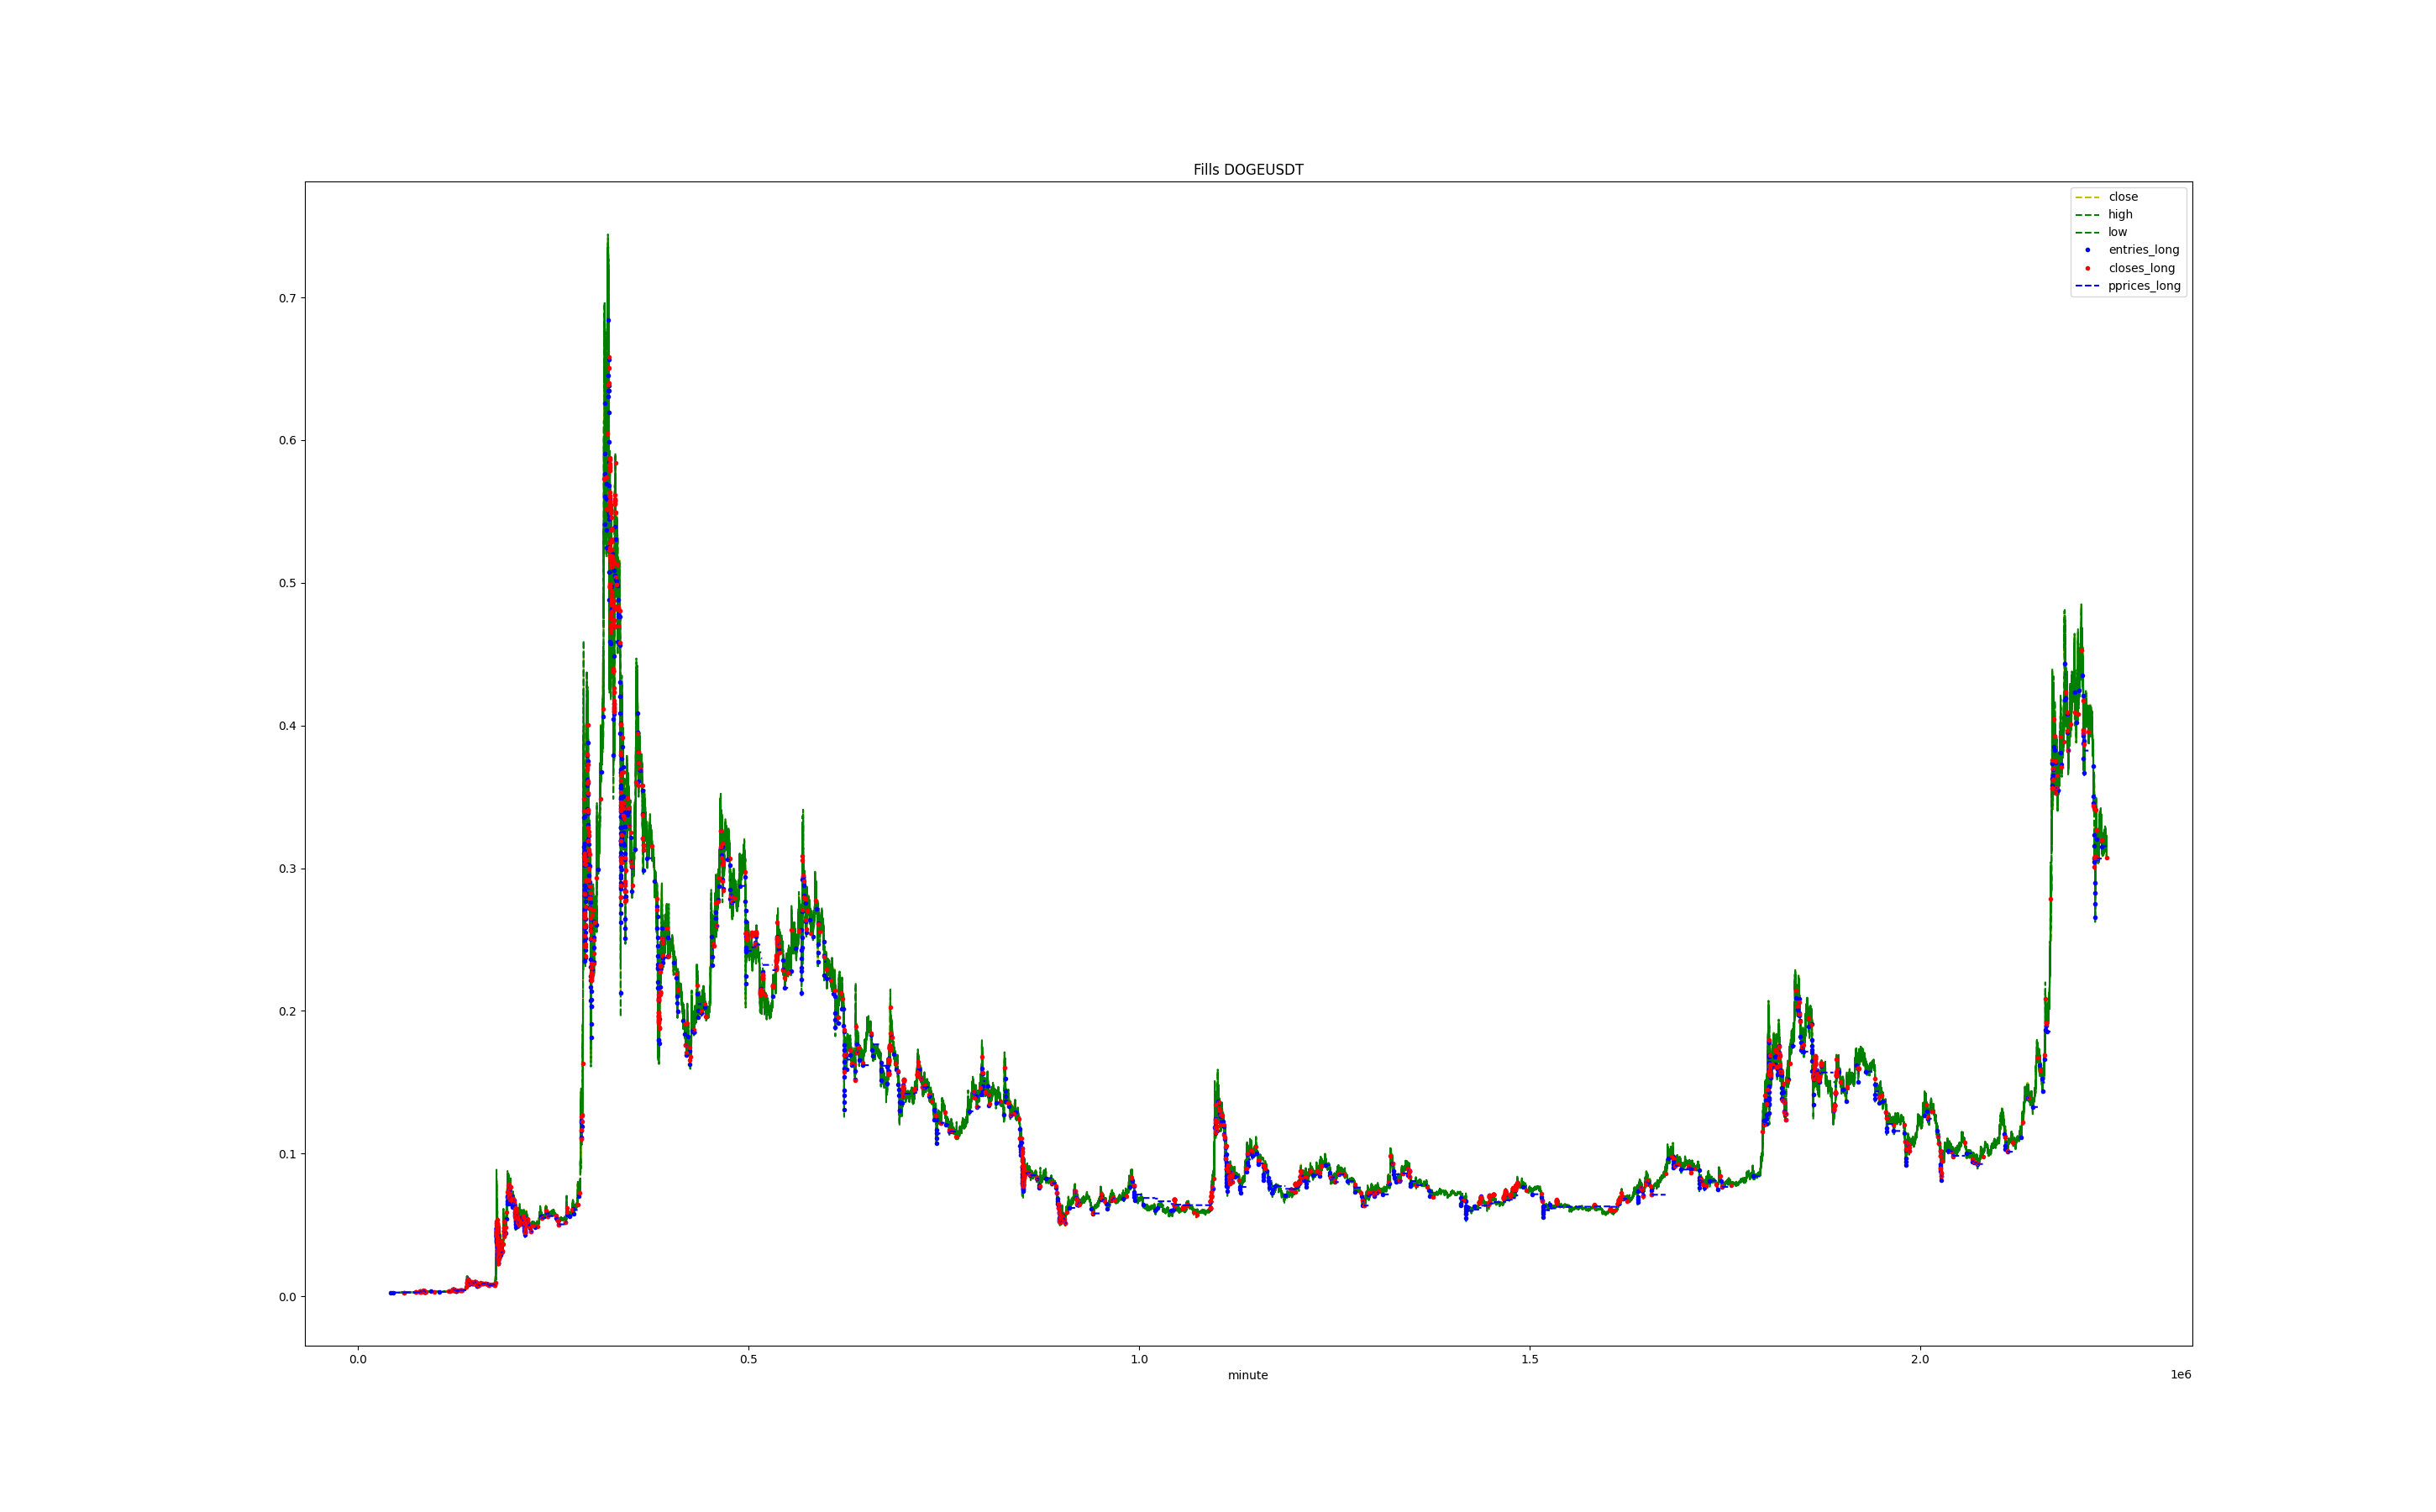 Fills DOGEUSDT
close
high
low
entries_long
closes_long
pprices_long
0.7
0.6
0.5
0.4
0.3
0.2
0.1
0.0
0.0 0.5 1.0 1.5 2.0
minute
1e6